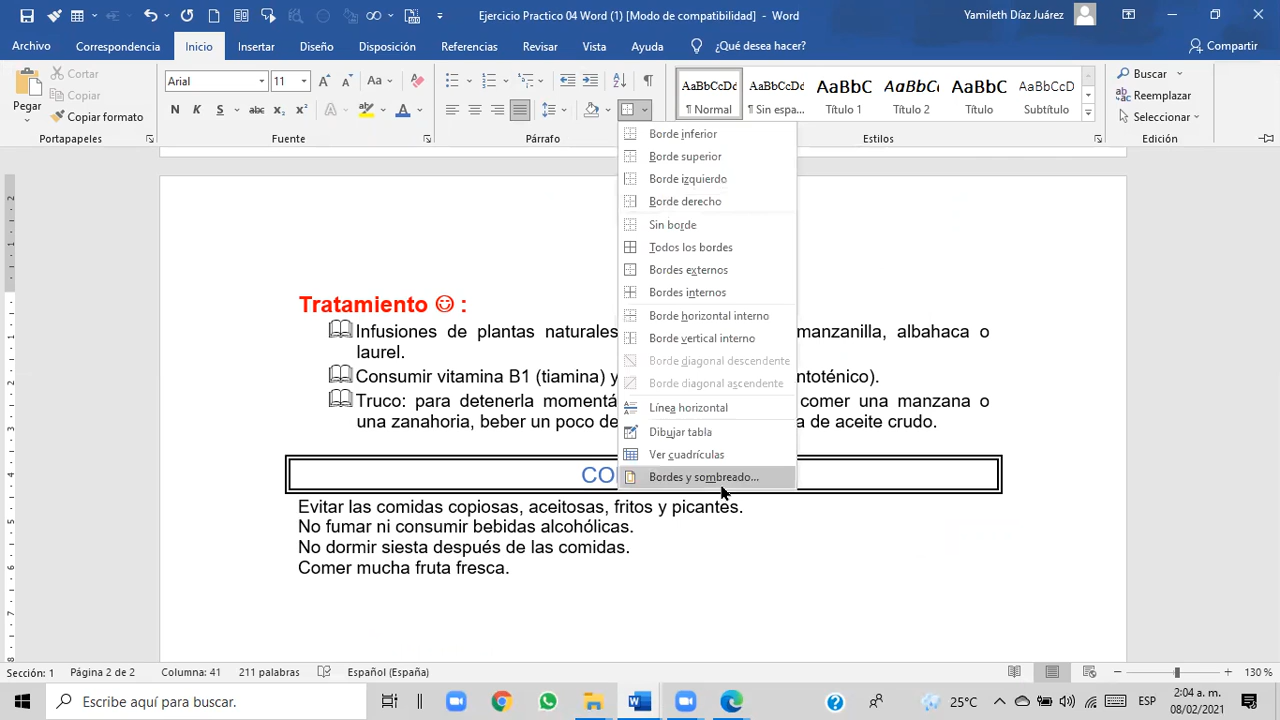 Ejercicio Practico 04 Word (1) [Modo de compatibilidad] - Word
Yamileth Díaz Juárez
Archivo Correspondencia Inicio Insertar Diseño Disposición Referencias Revisar Vista Ayuda ¿Qué desea hacer? Compartir
Pegar
Cortar
Copiar
Copiar formato
Portapapeles
Arial 11
N K S abc x₂ x²
Fuente
Párrafo
AaBbCcDd AaBbCcDd AaBbC AaBbC AaBbC AaBbCcD
¶ Normal ¶ Sin espa... Título 1 Título 2 Título Subtítulo
Estilos
Buscar
Reemplazar
Seleccionar
Edición
Borde inferior
Borde superior
Borde izquierdo
Borde derecho
Sin borde
Todos los bordes
Bordes externos
Bordes internos
Borde horizontal interno
Borde vertical interno
Borde diagonal descendente
Borde diagonal ascendente
Línea horizontal
Dibujar tabla
Ver cuadrículas
Bordes y sombreado...
Tratamiento ☺ :
Infusiones de plantas naturales manzanilla, albahaca o
laurel.
Consumir vitamina B1 (tiamina) y ntoténico).
Truco: para detenerla momentá comer una manzana o
una zanahoria, beber un poco de a de aceite crudo.
CO
Evitar las comidas copiosas, aceitosas, fritos y picantes.
No fumar ni consumir bebidas alcohólicas.
No dormir siesta después de las comidas.
Comer mucha fruta fresca.
Sección: 1 Página 2 de 2 Columna: 41 211 palabras Español (España) 130 %
Escribe aquí para buscar.
25°C
ESP
2:04 a. m.
08/02/2021